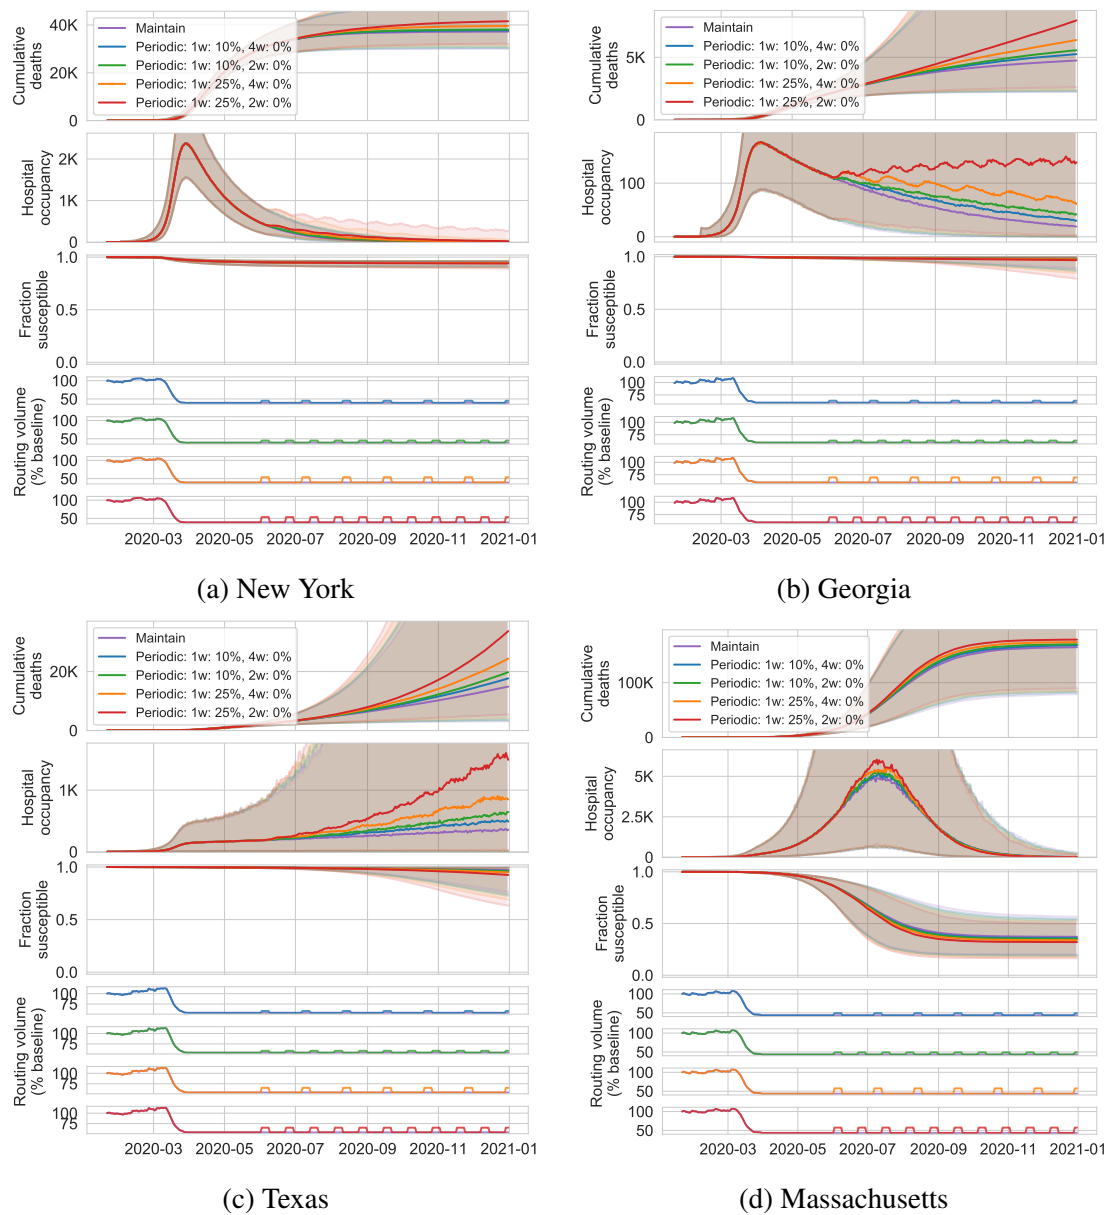 40K
20K
0
Cumulative
deaths
Maintain
Periodic: 1w: 10%, 4w: 0%
Periodic: 1w: 10%, 2w: 0%
Periodic: 1w: 25%, 4w: 0%
Periodic: 1w: 25%, 2w: 0%
2K
1K
0
Hospital
occupancy
1.0
0.5
0.0
Fraction
susceptible
100
50
100
50
100
50
100
50
Routing volume
(% baseline)
2020-03 2020-05 2020-07 2020-09 2020-11 2021-01
(a) New York
5K
0
Cumulative
deaths
Maintain
Periodic: 1w: 10%, 4w: 0%
Periodic: 1w: 10%, 2w: 0%
Periodic: 1w: 25%, 4w: 0%
Periodic: 1w: 25%, 2w: 0%
100
0
Hospital
occupancy
1.0
0.5
0.0
Fraction
susceptible
100
75
100
75
100
75
100
75
Routing volume
(% baseline)
2020-03 2020-05 2020-07 2020-09 2020-11 2021-01
(b) Georgia
20K
0
Cumulative
deaths
Maintain
Periodic: 1w: 10%, 4w: 0%
Periodic: 1w: 10%, 2w: 0%
Periodic: 1w: 25%, 4w: 0%
Periodic: 1w: 25%, 2w: 0%
1K
0
Hospital
occupancy
1.0
0.5
0.0
Fraction
susceptible
100
75
100
75
100
75
100
75
Routing volume
(% baseline)
2020-03 2020-05 2020-07 2020-09 2020-11 2021-01
(c) Texas
100K
0
Cumulative
deaths
Maintain
Periodic: 1w: 10%, 4w: 0%
Periodic: 1w: 10%, 2w: 0%
Periodic: 1w: 25%, 4w: 0%
Periodic: 1w: 25%, 2w: 0%
5K
2.5K
0
Hospital
occupancy
1.0
0.5
0.0
Fraction
susceptible
100
50
100
50
100
50
100
50
Routing volume
(% baseline)
2020-03 2020-05 2020-07 2020-09 2020-11 2021-01
(d) Massachusetts